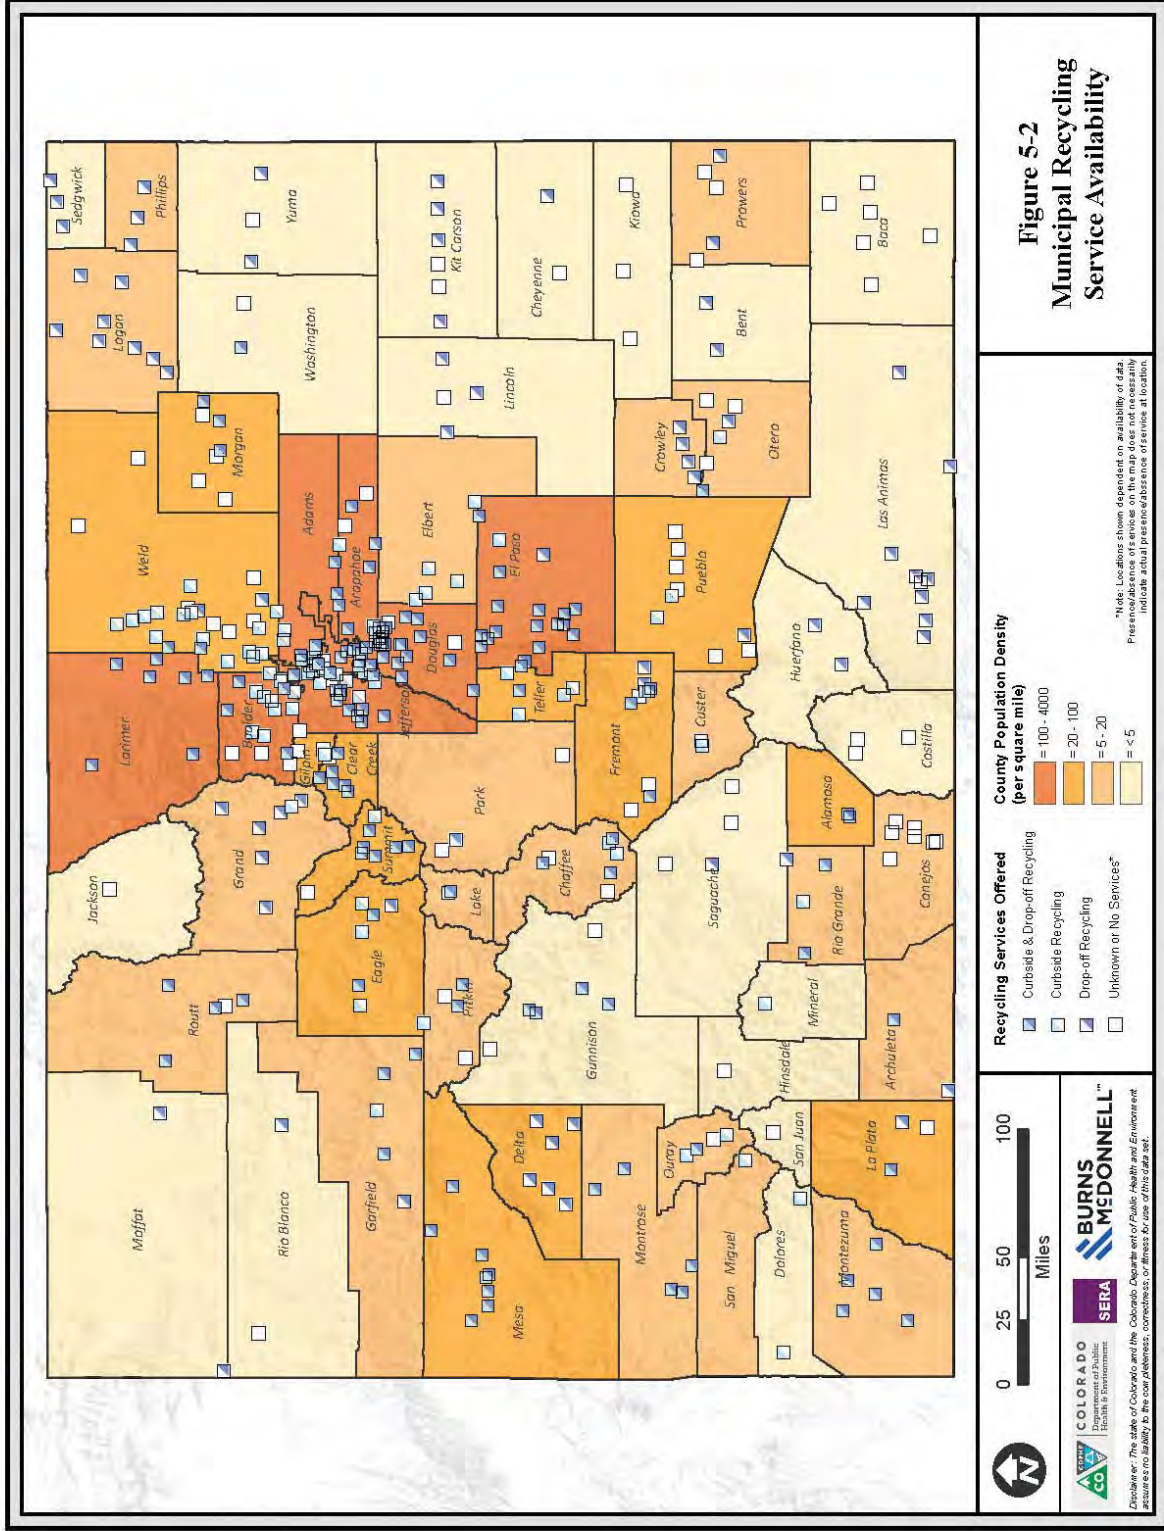 Moffat
Jackson
Larimer
Weld
Logan
Sedgwick
Phillips
Routt
Rio Blanco
Grand
Boulder
Morgan
Washington
Yuma
Garfield
Eagle
Summit
Gilpin
Clear
Creek
Adams
Arapahoe
Jefferson
Douglas
Elbert
Lincoln
Kit Carson
Mesa
Delta
Pitkin
Lake
Park
Teller
El Paso
Cheyenne
Gunnison
Chaffee
Fremont
Crowley
Kiowa
Montrose
Ouray
Saguache
Custer
Pueblo
Otero
Bent
Prowers
San Miguel
Hinsdale
Mineral
Rio Grande
Alamosa
Huerfano
Las Animas
Baca
Dolores
San Juan
Montezuma
La Plata
Archuleta
Conejos
Costilla
N
0 25 50 100
Miles
CDPHE
CO
COLORADO
Department of Public
Health & Environment
SERA
BURNS
MCDONNELL™
Disclaimer: The state of Colorado and the Colorado Department of Public Health and Environment
assumes no liability to the completeness, correctness, or fitness for use of this data set.
Recycling Services Offered
Curbside & Drop-off Recycling
Curbside Recycling
Drop-off Recycling
Unknown or No Services*
County Population Density
(per square mile)
= 100 - 4000
= 20 - 100
= 5 - 20
= < 5
*Note: Locations shown dependent on availability of data.
Presence/absence of services on the map does not necessarily
indicate actual presence/abssence of service at location.
Figure 5-2
Municipal Recycling
Service Availability